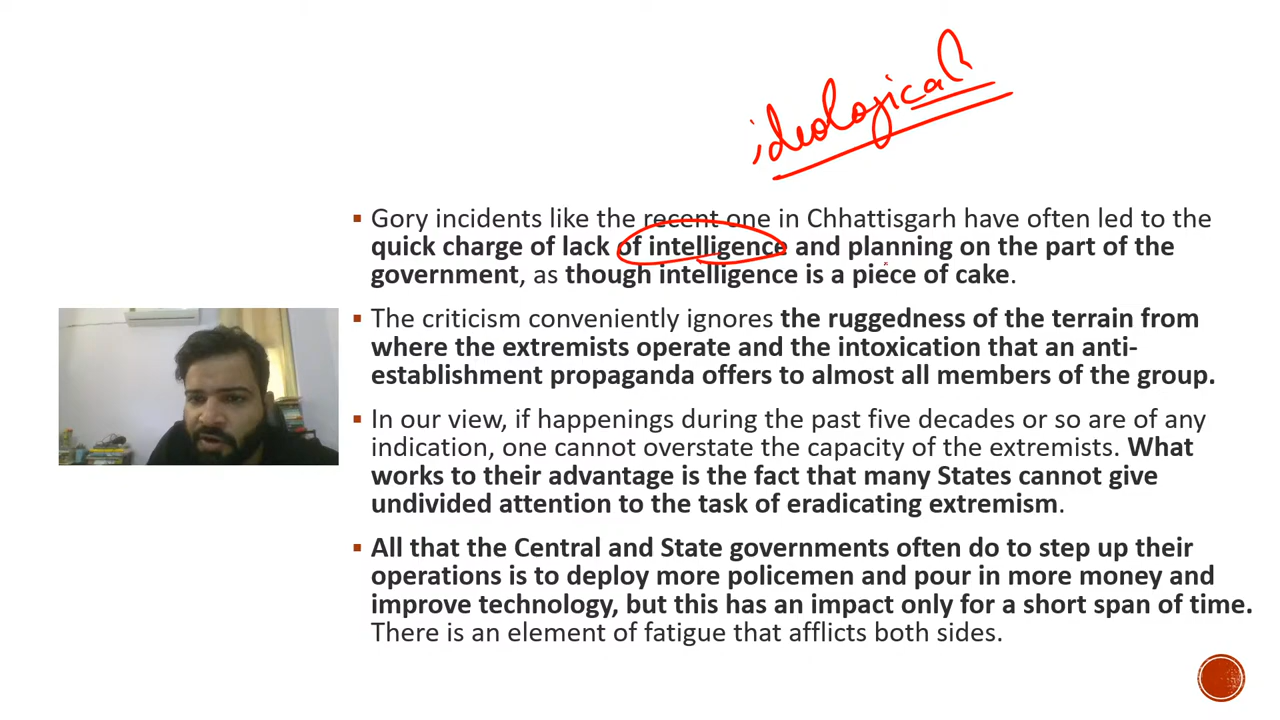 ideological
Gory incidents like the recent one in Chhattisgarh have often led to the
quick charge of lack of intelligence and planning on the part of the
government, as though intelligence is a piece of cake.
The criticism conveniently ignores the ruggedness of the terrain from
where the extremists operate and the intoxication that an anti-
establishment propaganda offers to almost all members of the group.
In our view, if happenings during the past five decades or so are of any
indication, one cannot overstate the capacity of the extremists. What
works to their advantage is the fact that many States cannot give
undivided attention to the task of eradicating extremism.
All that the Central and State governments often do to step up their
operations is to deploy more policemen and pour in more money and
improve technology, but this has an impact only for a short span of time.
There is an element of fatigue that afflicts both sides.